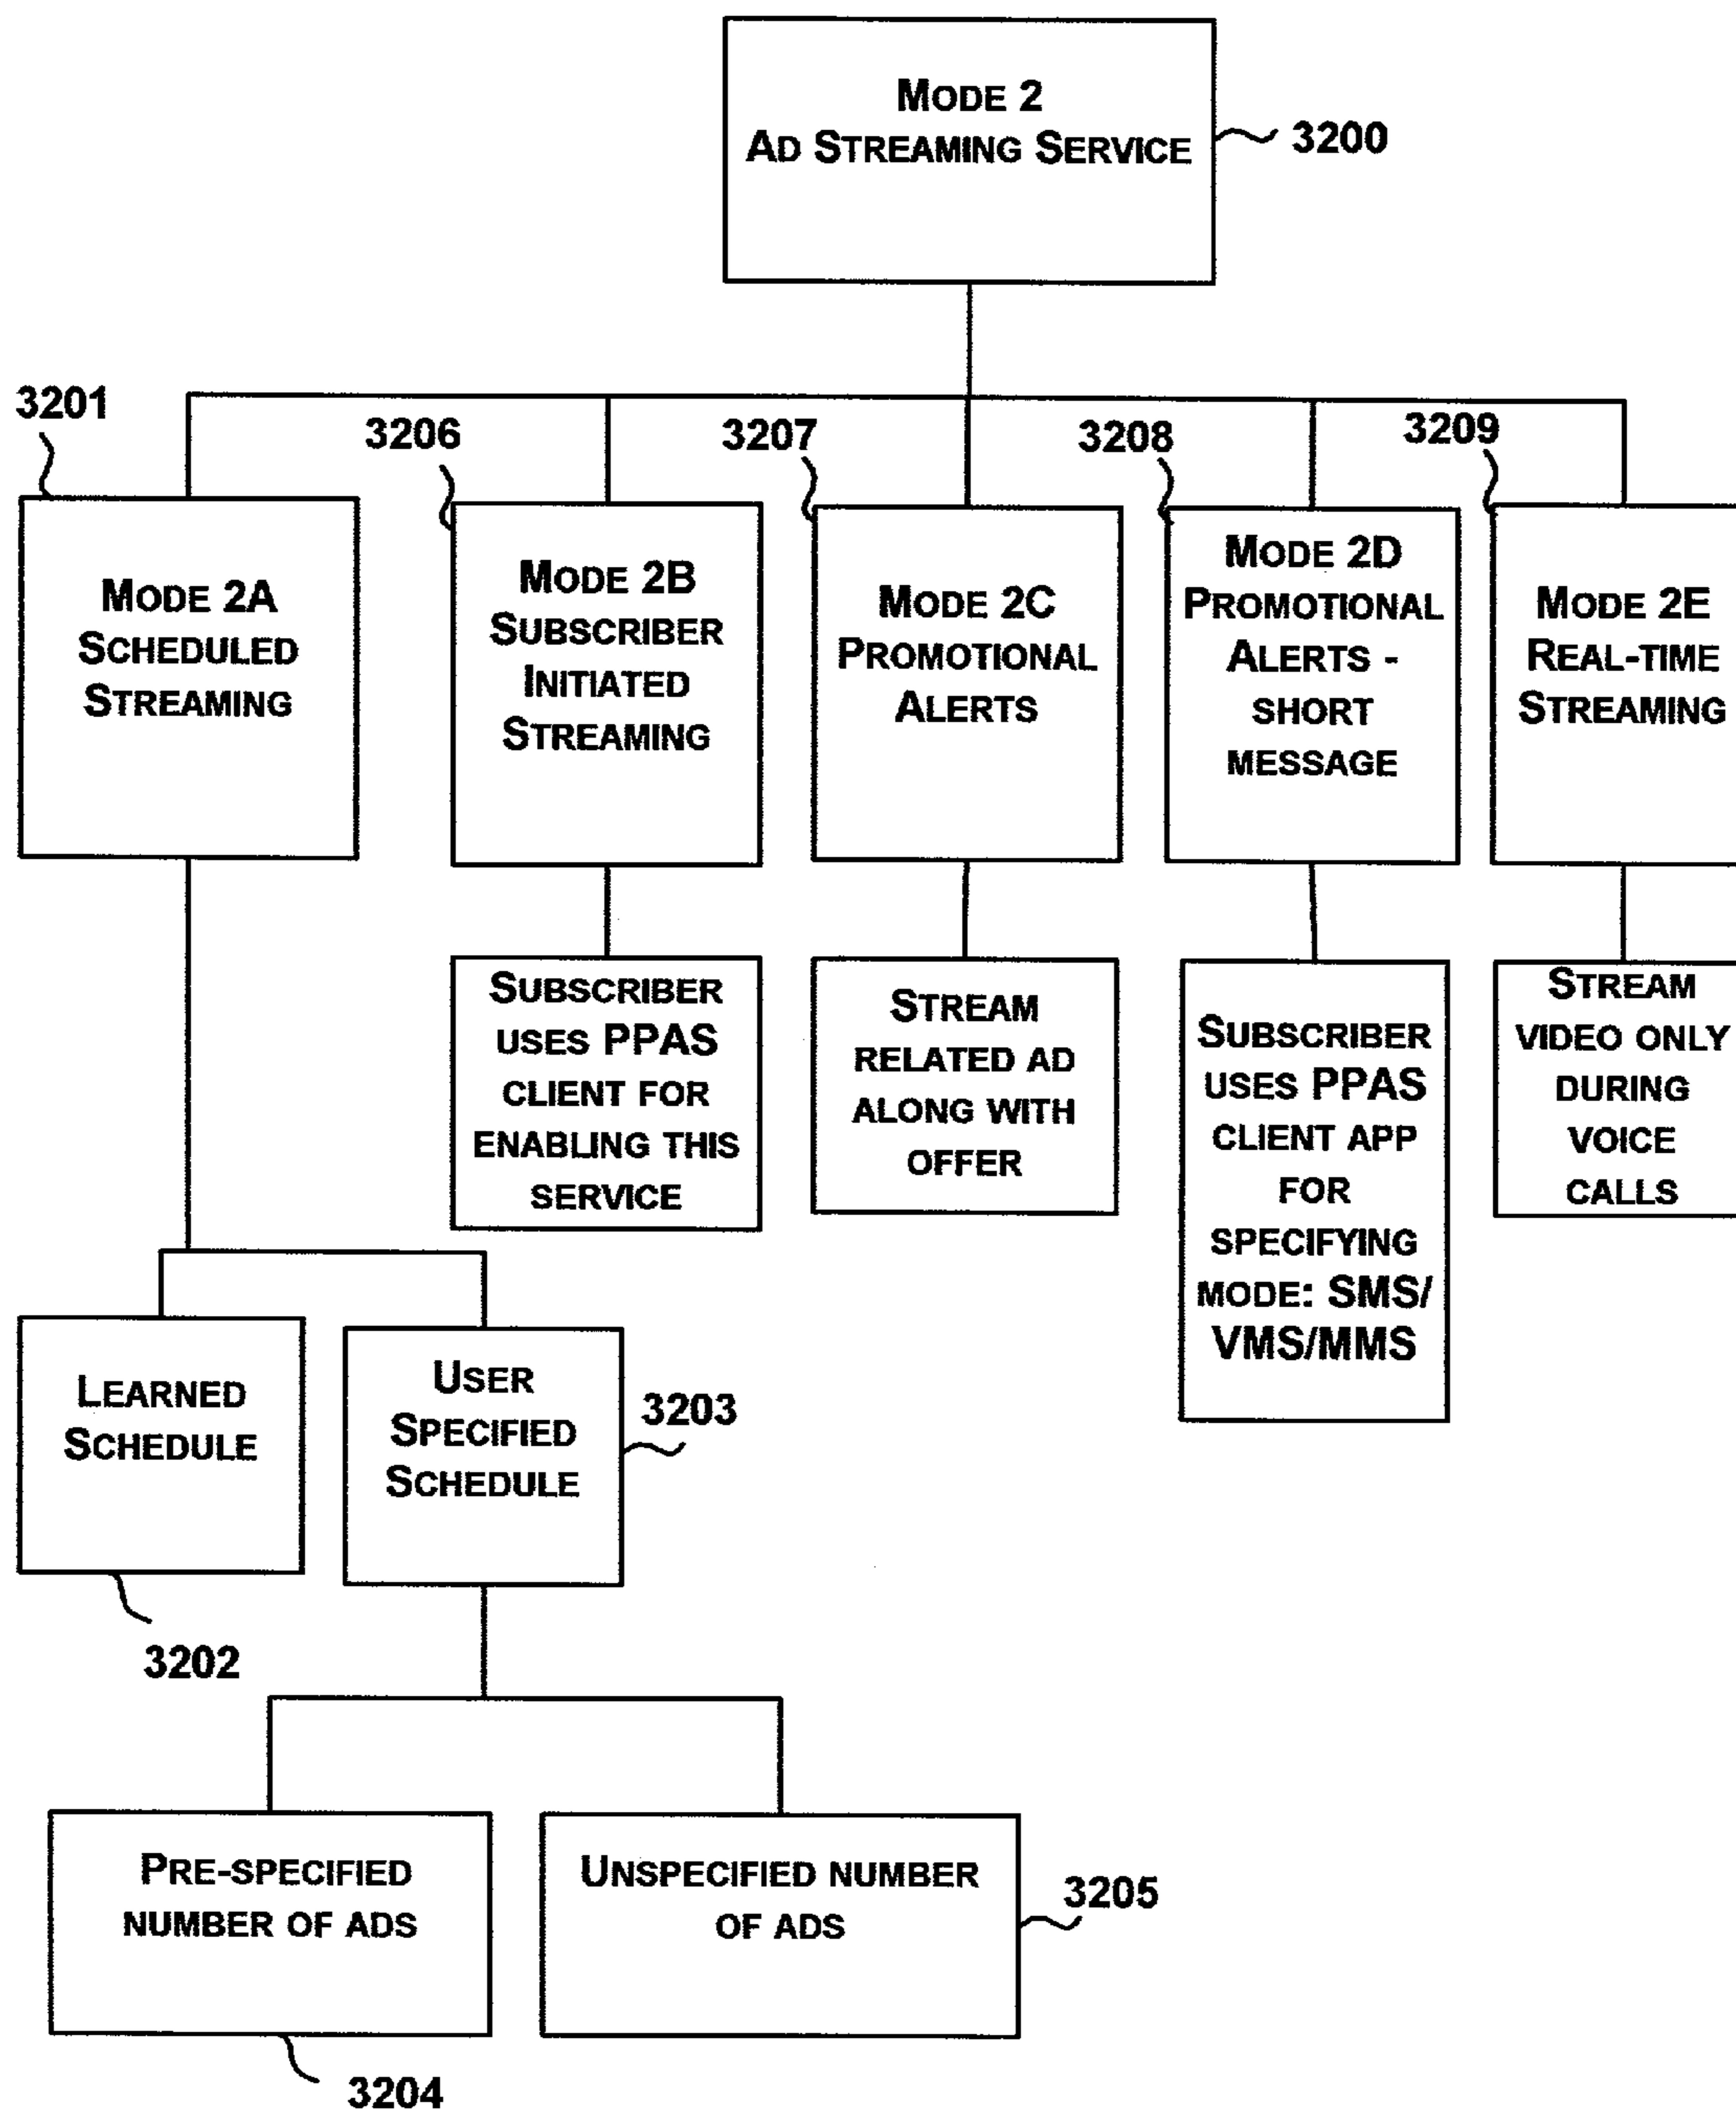 MODE 2
AD STREAMING SERVICE
3200
3201
3206
3207
3208
3209
MODE 2A
SCHEDULED
STREAMING
MODE 2B
SUBSCRIBER
INITIATED
STREAMING
MODE 2C
PROMOTIONAL
ALERTS
MODE 2D
PROMOTIONAL
ALERTS -
SHORT
MESSAGE
MODE 2E
REAL-TIME
STREAMING
SUBSCRIBER
USES PPAS
CLIENT FOR
ENABLING THIS
SERVICE
STREAM
RELATED AD
ALONG WITH
OFFER
SUBSCRIBER
USES PPAS
CLIENT APP
FOR
SPECIFYING
MODE: SMS/
VMS/MMS
STREAM
VIDEO ONLY
DURING
VOICE
CALLS
LEARNED
SCHEDULE
3202
USER
SPECIFIED
SCHEDULE
3203
PRE-SPECIFIED
NUMBER OF ADS
3204
UNSPECIFIED NUMBER
OF ADS
3205